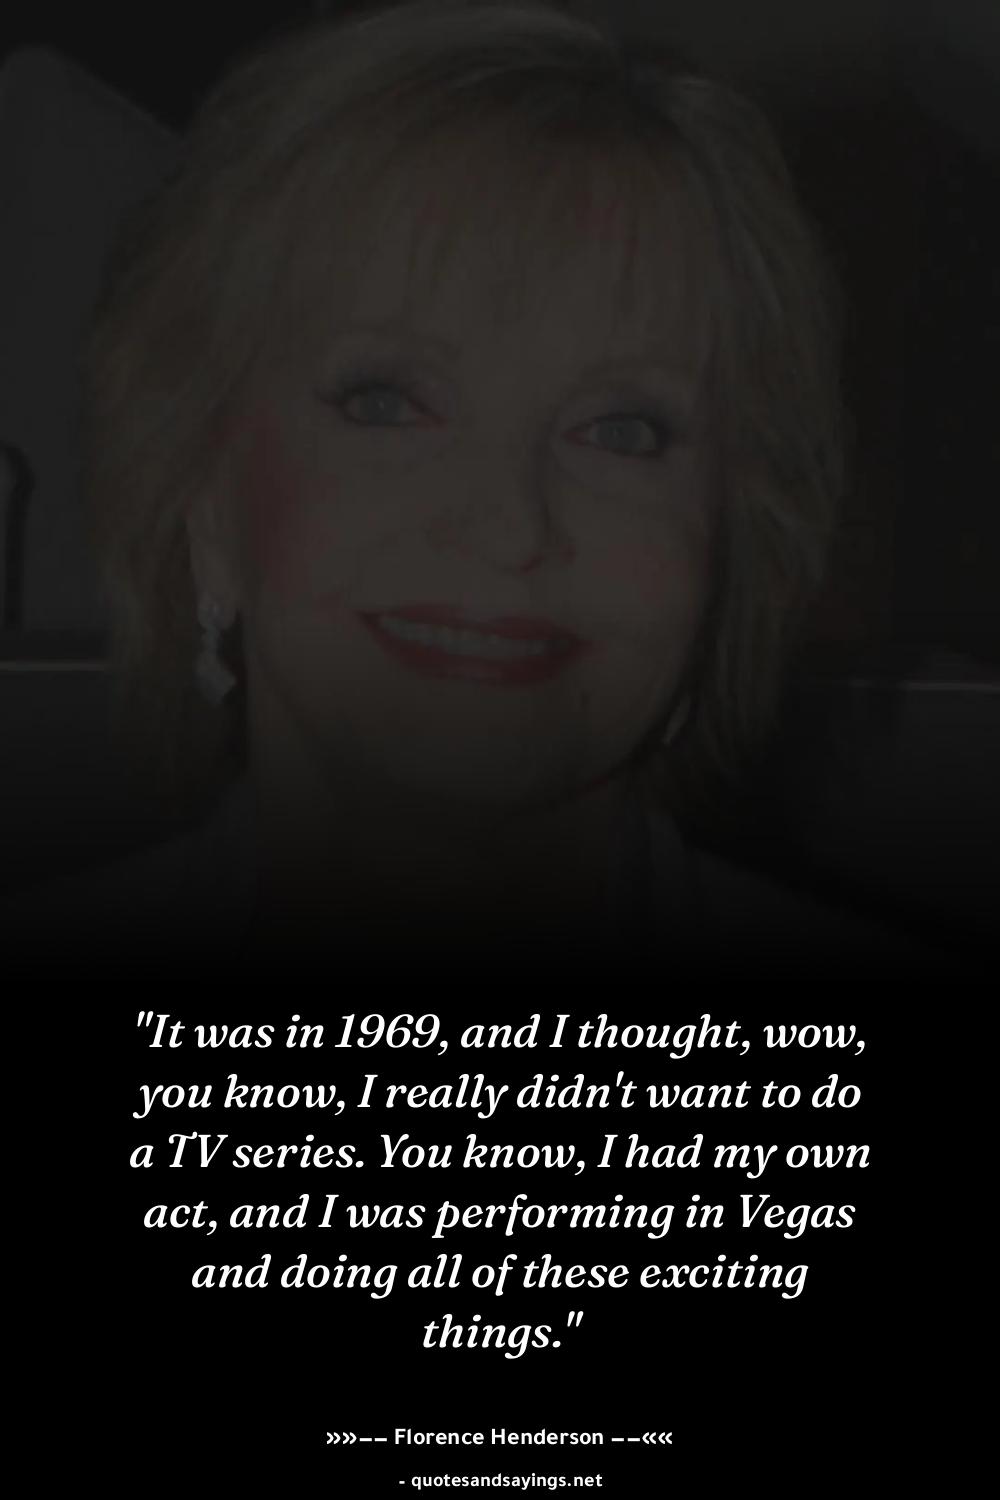 "It was in 1969, and I thought, wow,
you know, I really didn't want to do
a TV series. You know, I had my own
act, and I was performing in Vegas
and doing all of these exciting
things."
»»–– Florence Henderson ––««
- quotesandsayings.net